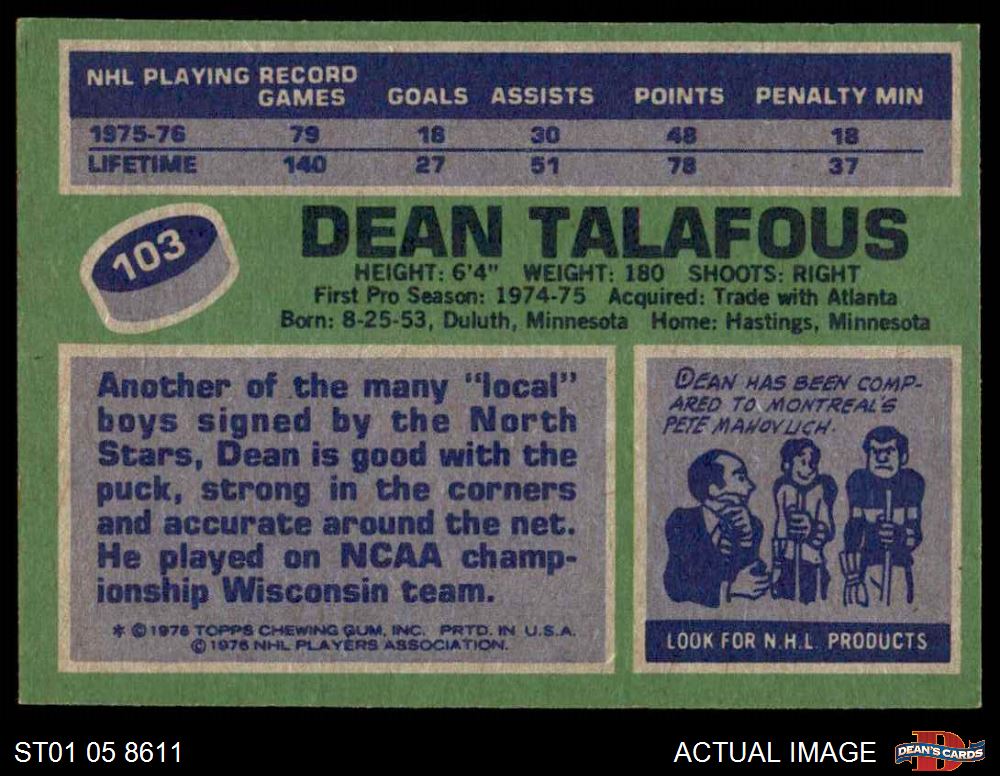 NHL PLAYING RECORD
GAMES GOALS ASSISTS POINTS PENALTY MIN
1975-76 79 18 30 48 18
LIFETIME 140 27 51 78 37
103
DEAN TALAFOUS
HEIGHT: 6'4" WEIGHT: 180 SHOOTS: RIGHT
First Pro Season: 1974-75 Acquired: Trade with Atlanta
Born: 8-25-53, Duluth, Minnesota Home: Hastings, Minnesota
Another of the many "local"
boys signed by the North
Stars, Dean is good with the
puck, strong in the corners
and accurate around the net.
He played on NCAA champ-
ionship Wisconsin team.
* ©1976 TOPPS CHEWING GUM, INC. PRTD. IN U.S.A.
©1976 NHL PLAYERS ASSOCIATION.
DEAN HAS BEEN COMP-
ARED TO MONTREAL'S
PETE MAHOVLICH.
LOOK FOR N.H.L. PRODUCTS
ST01 05 8611
ACTUAL IMAGE
DEAN'S CARDS